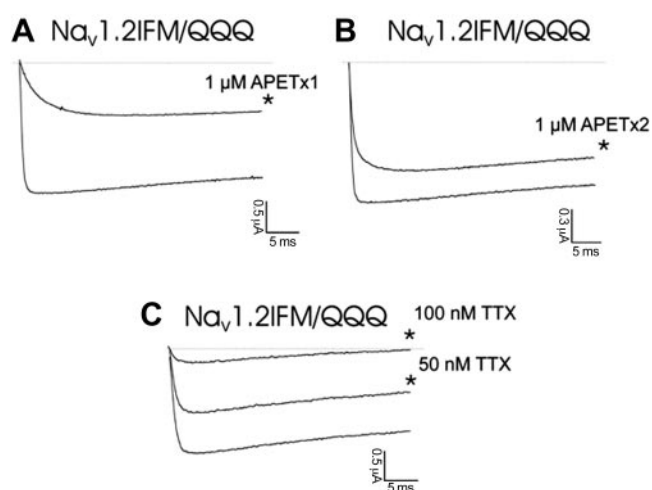 A Naᵥ1.2IFM/QQQ
1 µM APETx1
*
0.5 µA
5 ms
B Naᵥ1.2IFM/QQQ
1 µM APETx2
*
0.3 µA
5 ms
C Naᵥ1.2IFM/QQQ
* 100 nM TTX
* 50 nM TTX
0.5 µA
5 ms